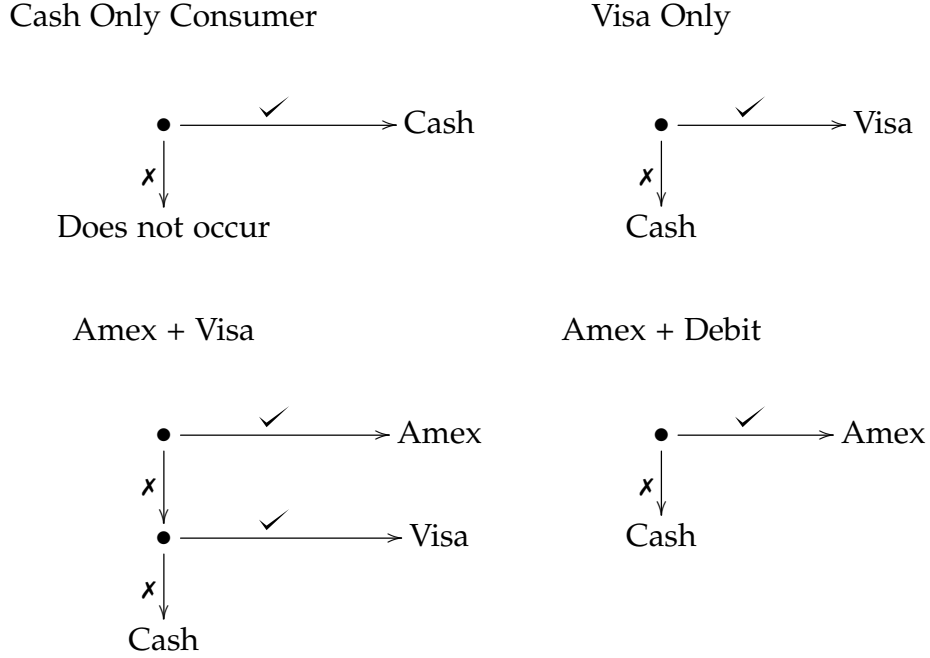 Cash Only Consumer
✓
Cash
✗
Does not occur
Visa Only
✓
Visa
✗
Cash
Amex + Visa
✓
Amex
✗
✓
Visa
✗
Cash
Amex + Debit
✓
Amex
✗
Cash